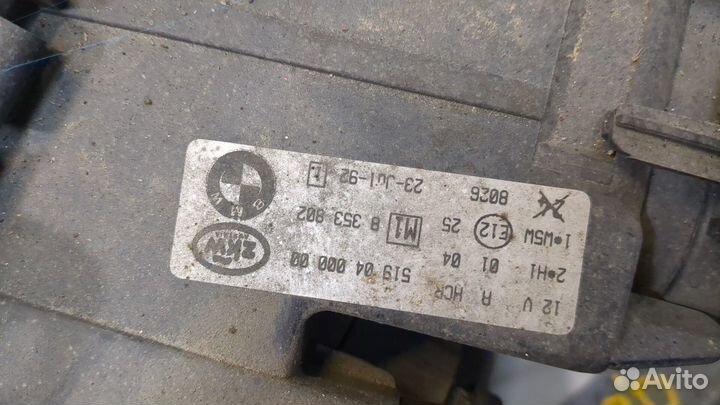 12 V R HCR 519 04 000 00
2*H1 01 04 ZKW
1*W5W E12 25 M1 8 353 802
8026 23-Jul-92 L
BMW
Avito